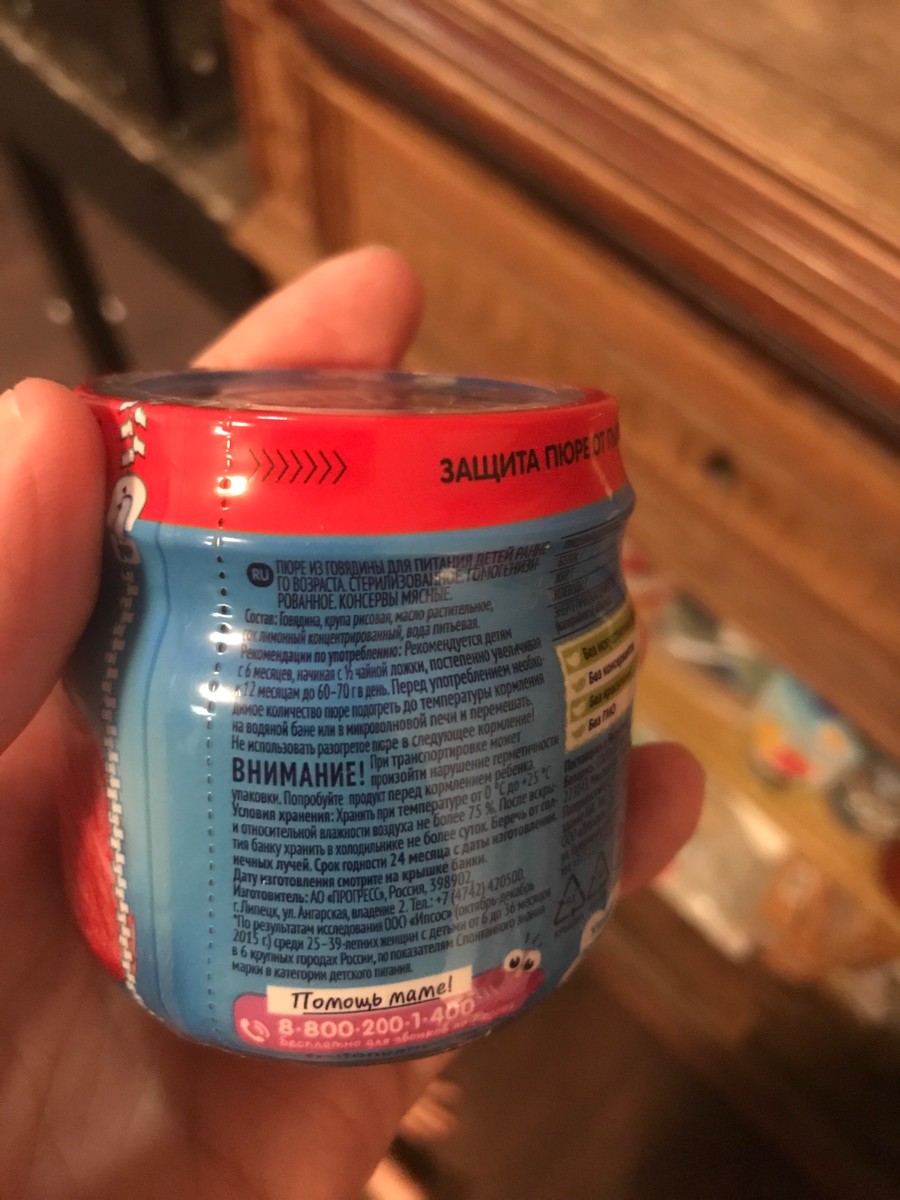 ЗАЩИТА ПЮРЕ ОТ
RU
ПЮРЕ ИЗ ГОВЯДИНЫ ДЛЯ ПИТАНИЯ ДЕТЕЙ РАННЕ-
ГО ВОЗРАСТА. СТЕРИЛИЗОВАННОЕ. ГОМОГЕНИЗИ-
РОВАННОЕ. КОНСЕРВЫ МЯСНЫЕ.
Состав: Говядина, крупа рисовая, масло растительное,
сок лимонный концентрированный, вода питьевая.
Рекомендации по употреблению: Рекомендуется детям
с 6 месяцев, начиная с ½ чайной ложки, постепенно увеличивая
к 12 месяцам до 60–70 г в день. Перед употреблением необхо-
димое количество пюре подогреть до температуры кормления
на водяной бане или в микроволновой печи и перемешать.
Не использовать разогретое пюре в следующее кормление!
ВНИМАНИЕ! При транспортировке может
произойти нарушение герметичности
упаковки. Попробуйте продукт перед кормлением ребенка.
Условия хранения: Хранить при температуре от 0 °C до +25 °C
и относительной влажности воздуха не более 75 %. После вскры-
тия банку хранить в холодильнике не более суток. Беречь от сол-
нечных лучей. Срок годности 24 месяца с даты изготовления.
Дату изготовления смотрите на крышке банки.
Изготовитель: АО «ПРОГРЕСС», Россия, 398902,
г. Липецк, ул. Ангарская, владение 2. Тел.: +7 (4742) 420500.
*По результатам исследования ООО «Ипсос» (октябрь-декабрь
2015 г.) среди 25–39-летних женщин с детьми от 6 до 36 месяцев
в 6 крупных городах России, по показателям Спонтанного знания
марки в категории детского питания.
Помощь маме!
8-800-200-1-400
бесплатно для звонков по
Без
Без
Без
Без ГМО